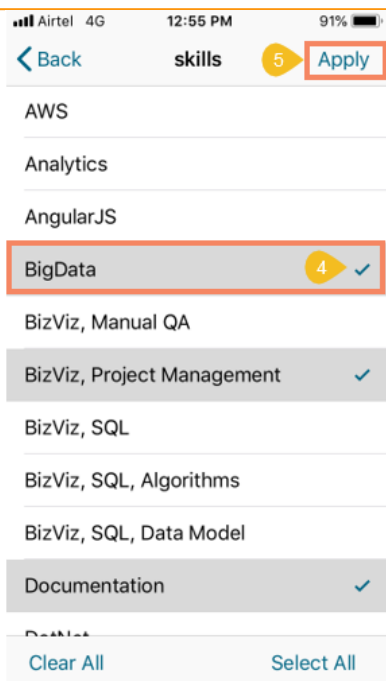 Airtel 4G 12:55 PM 91%
Back skills 5 Apply
AWS
Analytics
AngularJS
BigData 4
BizViz, Manual QA
BizViz, Project Management
BizViz, SQL
BizViz, SQL, Algorithms
BizViz, SQL, Data Model
Documentation
DotNet
Clear All Select All